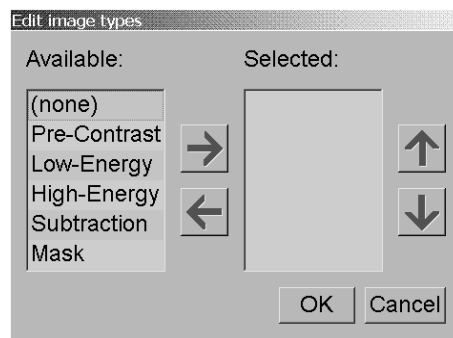 Edit image types
Available:
Selected:
(none)
Pre-Contrast
Low-Energy
High-Energy
Subtraction
Mask
OK
Cancel